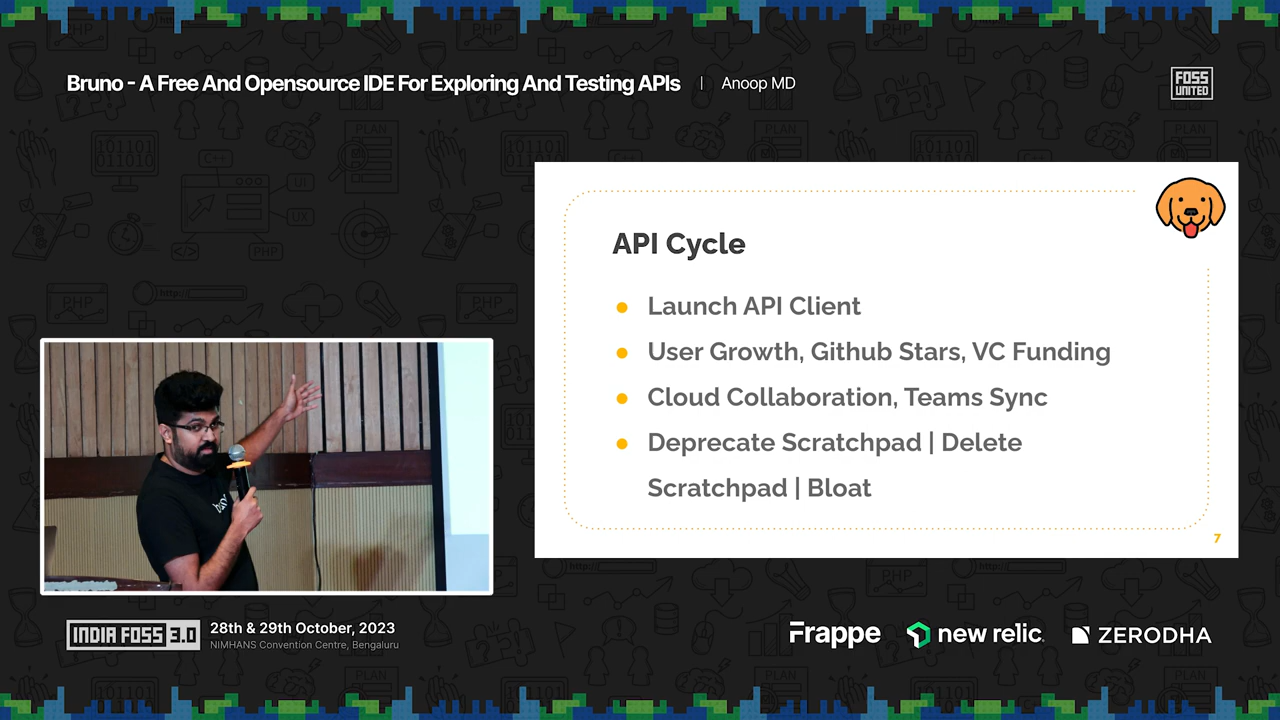 Bruno - A Free And Opensource IDE For Exploring And Testing APIs | Anoop MD
FOSS
UNITED
API Cycle
Launch API Client
User Growth, Github Stars, VC Funding
Cloud Collaboration, Teams Sync
Deprecate Scratchpad | Delete
Scratchpad | Bloat
7
INDIA FOSS 3.0
28th & 29th October, 2023
NIMHANS Convention Centre, Bengaluru
Frappe
new relic
ZERODHA